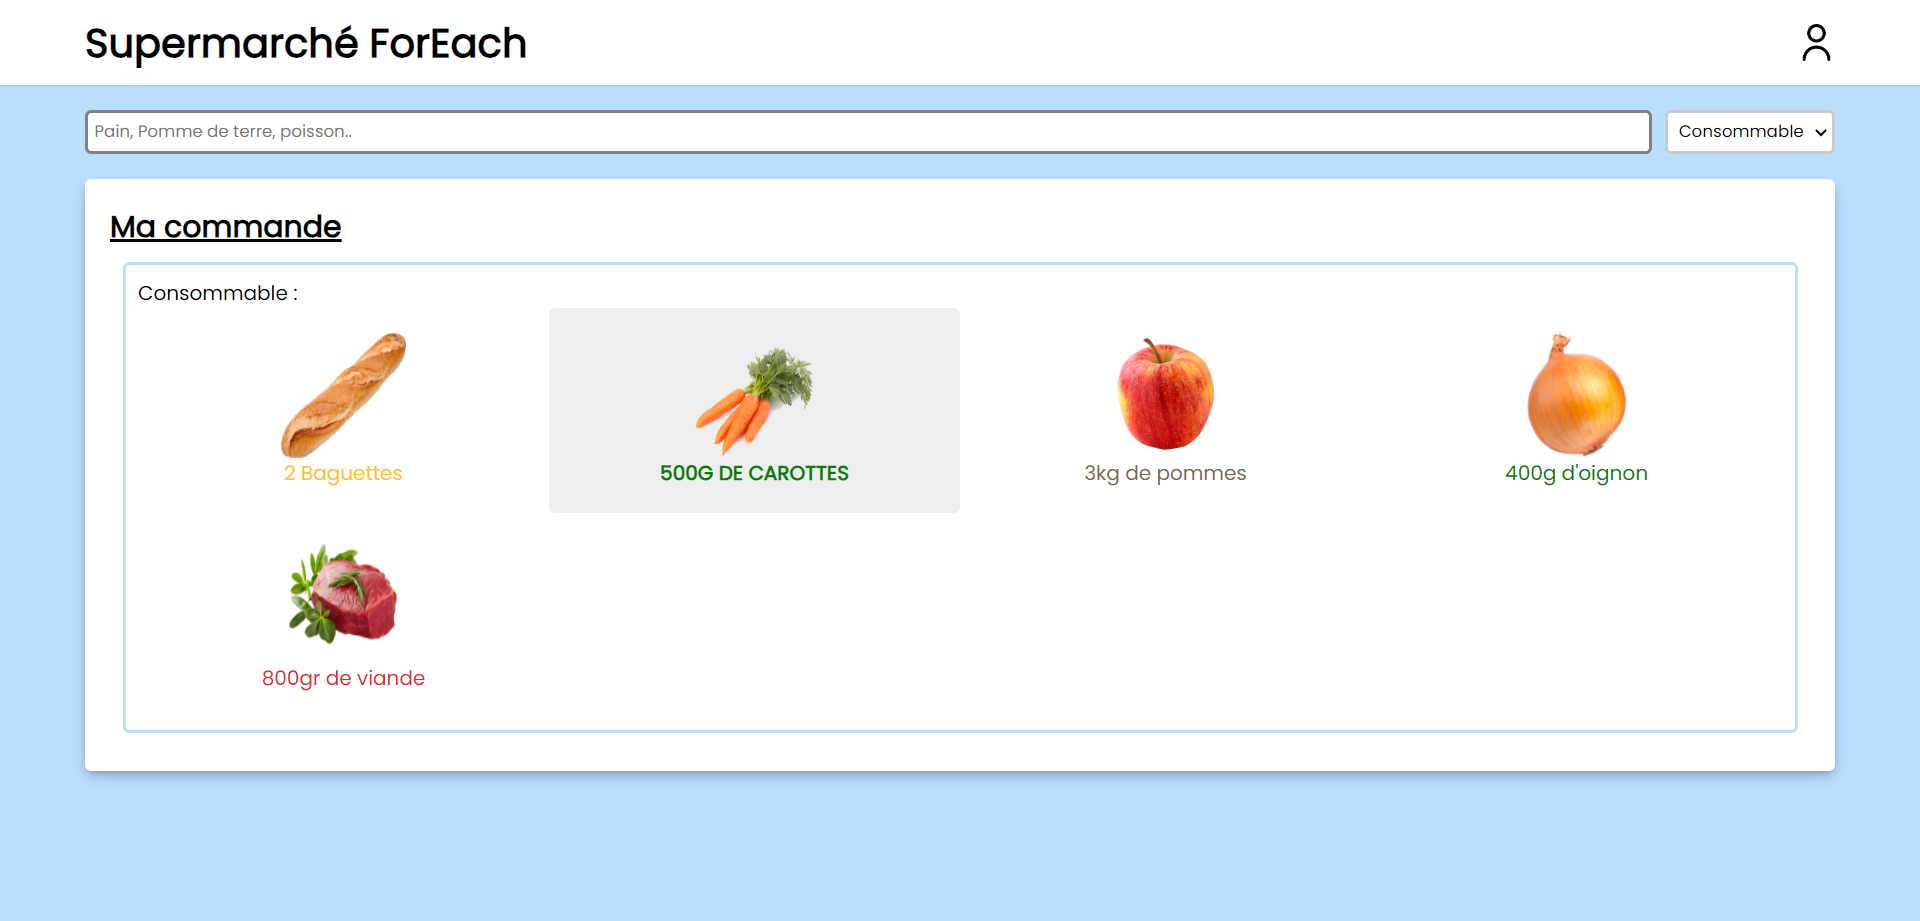 Supermarché ForEach
Pain, Pomme de terre, poisson..
Consommable
Ma commande
Consommable :
2 Baguettes
500G DE CAROTTES
3kg de pommes
400g d'oignon
800gr de viande